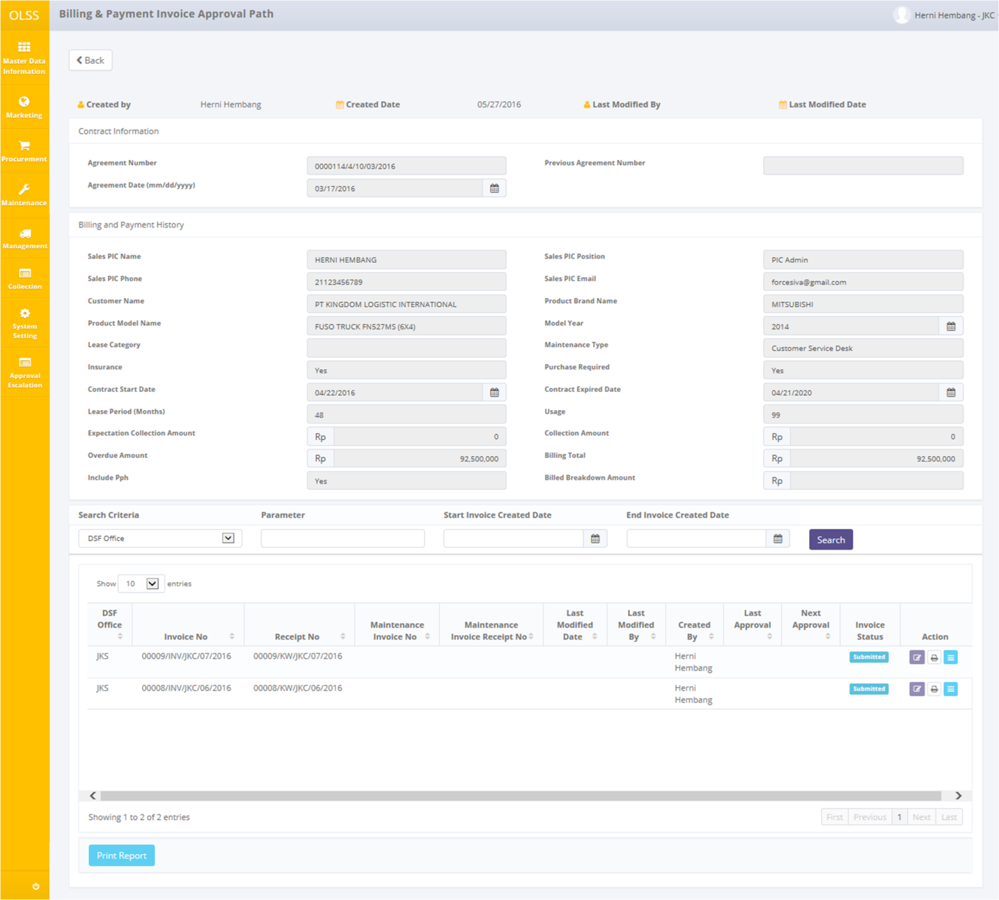 OLSS
Billing & Payment Invoice Approval Path
Herni Hembang - JKC
Master Data
Information
Marketing
Procurement
Maintenance
Management
Collection
System
Setting
Approval
Escalation
Back
Created by Herni Hembang Created Date 05/27/2016 Last Modified By Last Modified Date
Contract Information
Agreement Number 0000114/4/10/03/2016 Previous Agreement Number
Agreement Date (mm/dd/yyyy) 03/17/2016
Billing and Payment History
Sales PIC Name HERNI HEMBANG Sales PIC Position PIC Admin
Sales PIC Phone 21123456789 Sales PIC Email forcesiva@gmail.com
Customer Name PT KINGDOM LOGISTIC INTERNATIONAL Product Brand Name MITSUBISHI
Product Model Name FUSO TRUCK FN527MS (6X4) Model Year 2014
Lease Category Maintenance Type Customer Service Desk
Insurance Yes Purchase Required Yes
Contract Start Date 04/22/2016 Contract Expired Date 04/21/2020
Lease Period (Months) 48 Usage 99
Expectation Collection Amount Rp 0 Collection Amount Rp 0
Overdue Amount Rp 92,500,000 Billing Total Rp 92,500,000
Include Pph Yes Billed Breakdown Amount Rp
Search Criteria Parameter Start Invoice Created Date End Invoice Created Date
DSF Office Search
Show 10 entries
DSF Office Invoice No Receipt No Maintenance Invoice No Maintenance Invoice Receipt No Last Modified Date Last Modified By Created By Last Approval Next Approval Invoice Status Action
JKS 00009/INV/JKC/07/2016 00009/KW/JKC/07/2016 Herni Hembang Submitted
JKS 00008/INV/JKC/06/2016 00008/KW/JKC/06/2016 Herni Hembang Submitted
Showing 1 to 2 of 2 entries First Previous 1 Next Last
Print Report